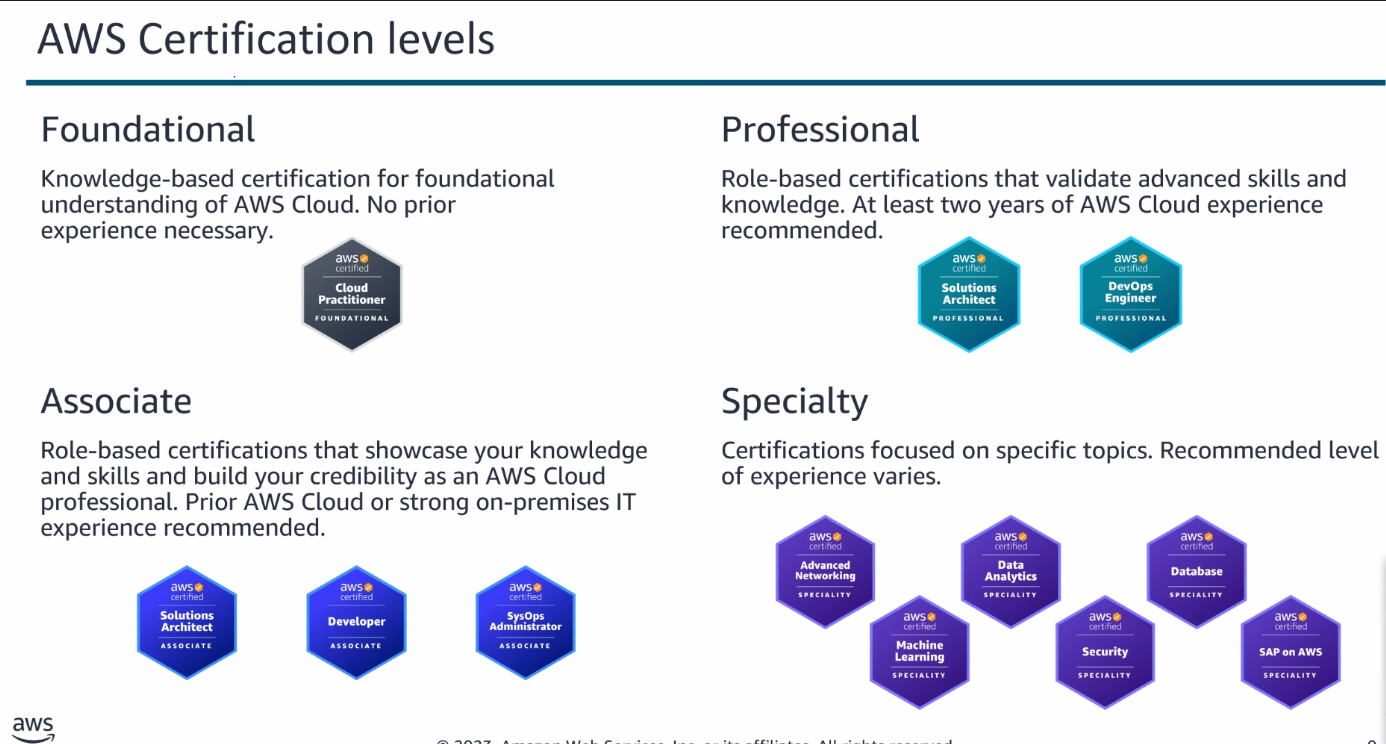 AWS Certification levels
Foundational
Knowledge-based certification for foundational
understanding of AWS Cloud. No prior
experience necessary.
aws
certified
Cloud
Practitioner
FOUNDATIONAL
Professional
Role-based certifications that validate advanced skills and
knowledge. At least two years of AWS Cloud experience
recommended.
aws
certified
Solutions
Architect
PROFESSIONAL
aws
certified
DevOps
Engineer
PROFESSIONAL
Associate
Role-based certifications that showcase your knowledge
and skills and build your credibility as an AWS Cloud
professional. Prior AWS Cloud or strong on-premises IT
experience recommended.
aws
certified
Solutions
Architect
ASSOCIATE
aws
certified
Developer
ASSOCIATE
aws
certified
SysOps
Administrator
ASSOCIATE
Specialty
Certifications focused on specific topics. Recommended level
of experience varies.
aws
certified
Advanced
Networking
SPECIALITY
aws
certified
Data
Analytics
SPECIALITY
aws
certified
Database
SPECIALITY
aws
certified
Machine
Learning
SPECIALITY
aws
certified
Security
SPECIALITY
aws
certified
SAP on AWS
SPECIALITY
aws
© 2023, Amazon Web Services, Inc. or its affiliates. All rights reserved.